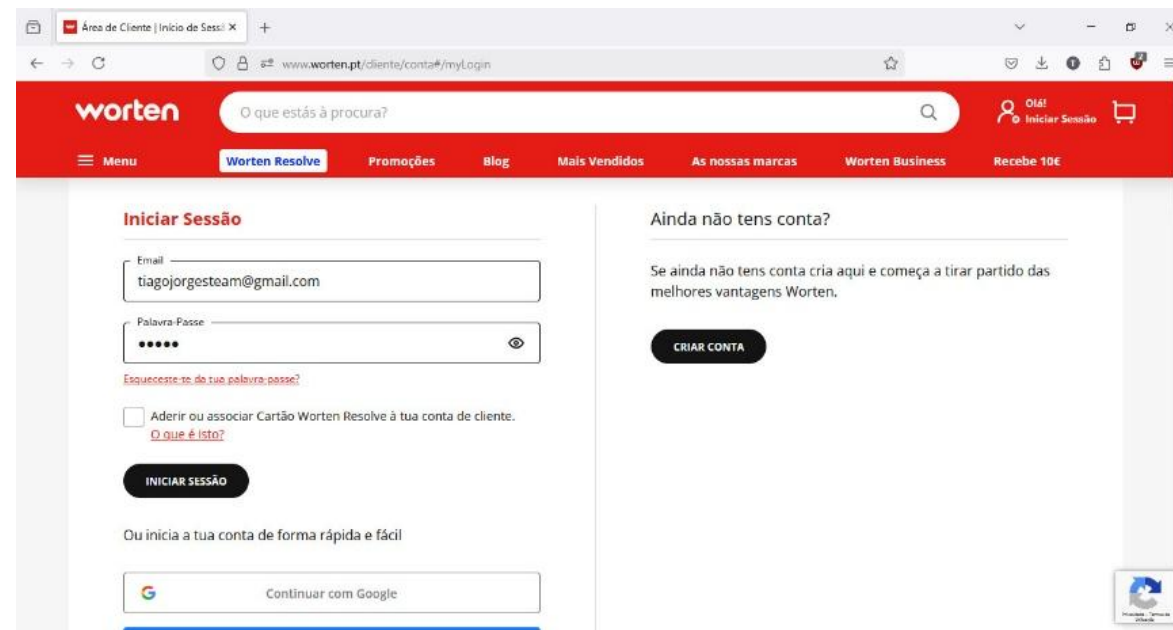 Área de Cliente | Início de Sess
www.worten.pt/cliente/conta#/myLogin
worten
O que estás à procura?
Olá!
Iniciar Sessão
Menu
Worten Resolve
Promoções
Blog
Mais Vendidos
As nossas marcas
Worten Business
Recebe 10€
Iniciar Sessão
Email
tiagojorgesteam@gmail.com
Palavra-Passe
•••••
Esqueceste-te da tua palavra-passe?
Aderir ou associar Cartão Worten Resolve à tua conta de cliente.
O que é isto?
INICIAR SESSÃO
Ou inicia a tua conta de forma rápida e fácil
Continuar com Google
Ainda não tens conta?
Se ainda não tens conta cria aqui e começa a tirar partido das
melhores vantagens Worten.
CRIAR CONTA